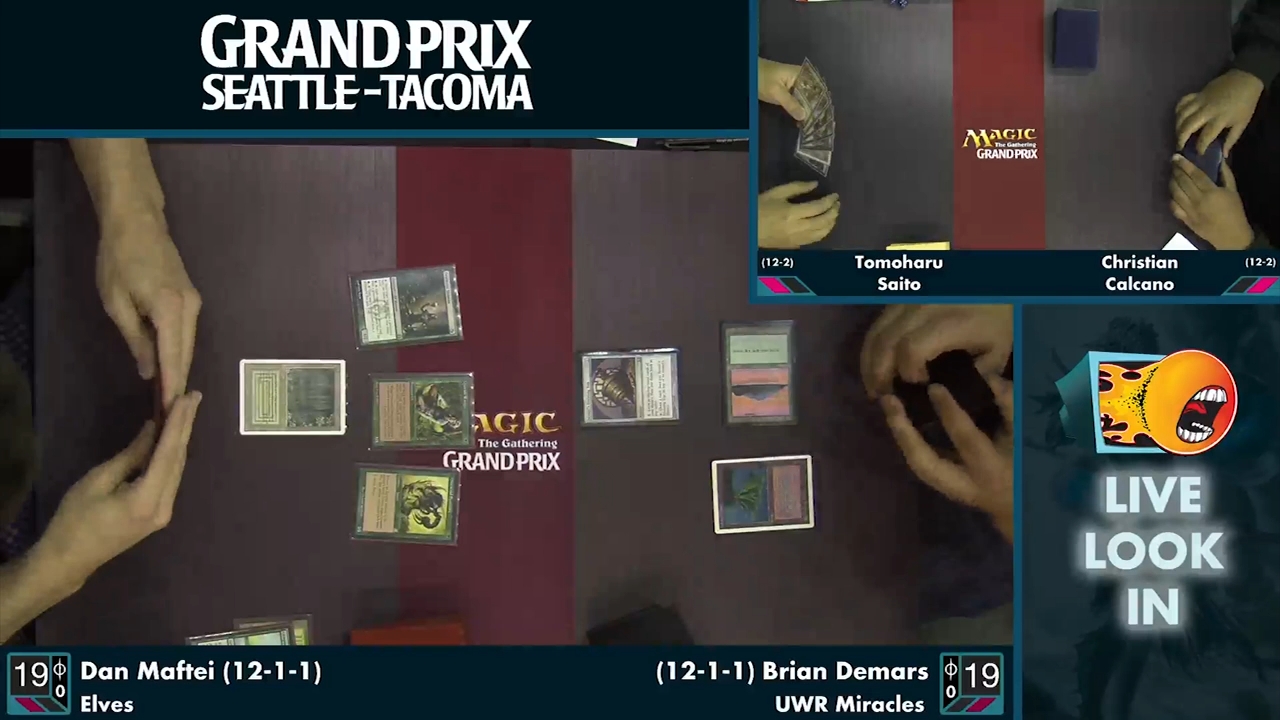 GRAND PRIX
SEATTLE-TACOMA
MAGIC
The Gathering
GRAND PRIX
(12-2)
Tomoharu
Saito
Christian
Calcano
(12-2)
AGIC
The Gathering
GRAND PRIX
LIVE
LOOK
IN
19
0
Dan Maftei (12-1-1)
Elves
(12-1-1) Brian Demars
UWR Miracles
0
19